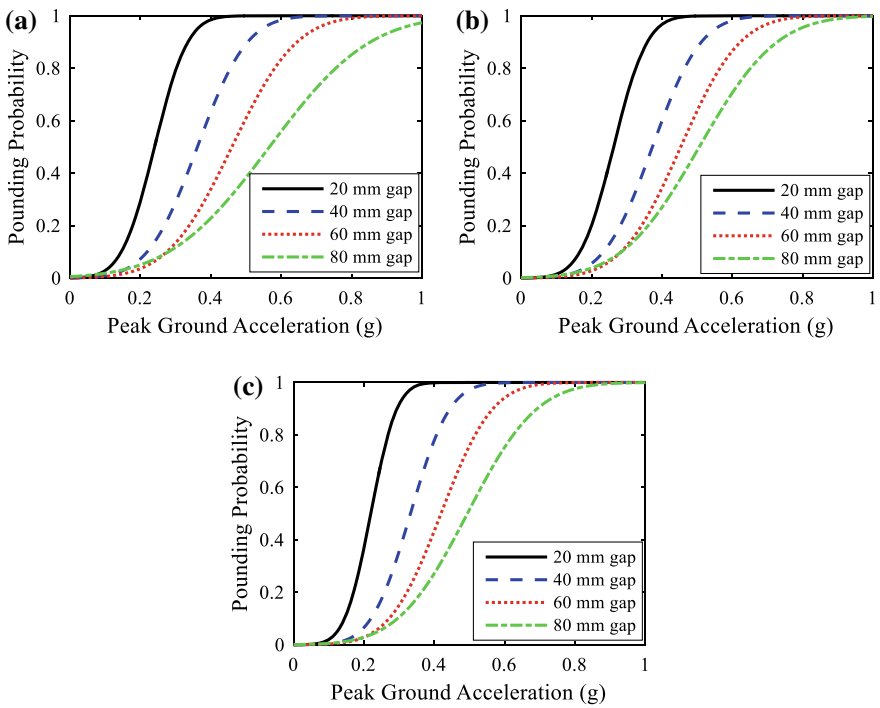 (a)
Pounding Probability
1
0.8
0.6
0.4
0.2
0
0 0.2 0.4 0.6 0.8 1
Peak Ground Acceleration (g)
20 mm gap
40 mm gap
60 mm gap
80 mm gap
(b)
Pounding Probability
1
0.8
0.6
0.4
0.2
0
0 0.2 0.4 0.6 0.8 1
Peak Ground Acceleration (g)
20 mm gap
40 mm gap
60 mm gap
80 mm gap
(c)
Pounding Probability
1
0.8
0.6
0.4
0.2
0
0 0.2 0.4 0.6 0.8 1
Peak Ground Acceleration (g)
20 mm gap
40 mm gap
60 mm gap
80 mm gap